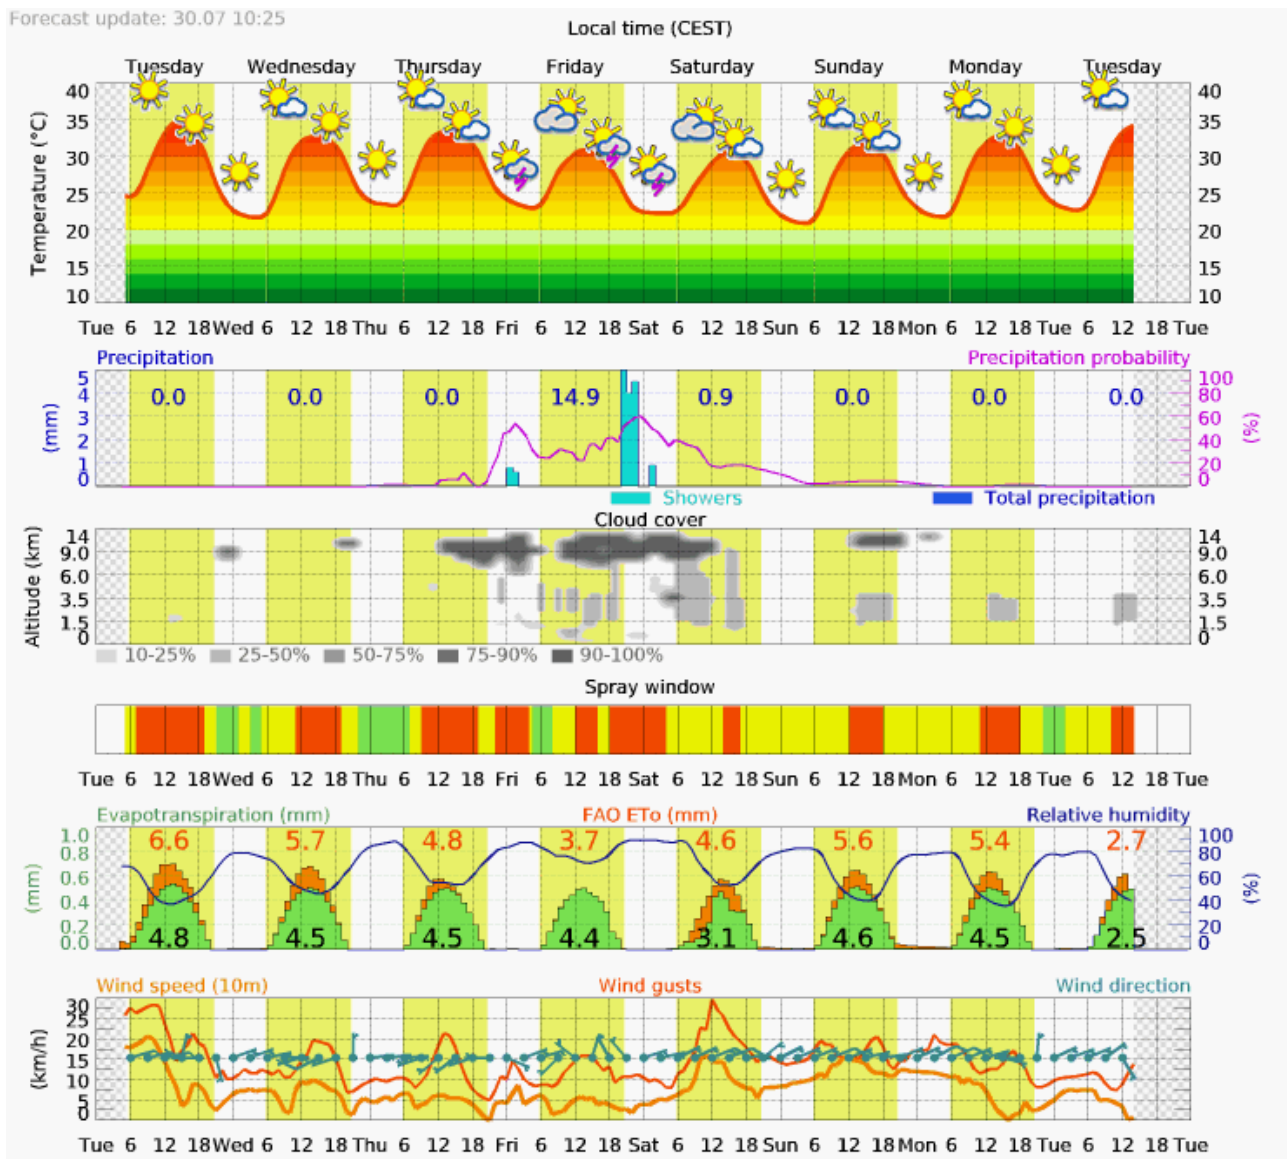 Forecast update: 30.07 10:25
Local time (CEST)
Tuesday Wednesday Thursday Friday Saturday Sunday Monday Tuesday
Temperature (°C)
40 40
35 35
30 30
25 25
20 20
15 15
10 10
Tue 6 12 18 Wed 6 12 18 Thu 6 12 18 Fri 6 12 18 Sat 6 12 18 Sun 6 12 18 Mon 6 12 18 Tue 6 12 18 Tue
Precipitation Precipitation probability
(mm) (%)
5 100
4 0.0 0.0 0.0 14.9 0.9 0.0 0.0 0.0 80
3 60
2 40
1 20
0 0
Showers Total precipitation
Cloud cover
Altitude (km)
14 14
9.0 9.0
6.0 6.0
3.5 3.5
1.5 1.5
0 0
10-25% 25-50% 50-75% 75-90% 90-100%
Spray window
Tue 6 12 18 Wed 6 12 18 Thu 6 12 18 Fri 6 12 18 Sat 6 12 18 Sun 6 12 18 Mon 6 12 18 Tue 6 12 18 Tue
Evapotranspiration (mm) FAO ETo (mm) Relative humidity
(mm) (%)
1.0 6.6 5.7 4.8 3.7 4.6 5.6 5.4 2.7 100
0.8 80
0.6 60
0.4 40
0.2 20
0.0 4.8 4.5 4.5 4.4 3.1 4.6 4.5 2.5 0
Wind speed (10m) Wind gusts Wind direction
(km/h)
30 30
25 25
20 20
15 15
10 10
5 5
0 0
Tue 6 12 18 Wed 6 12 18 Thu 6 12 18 Fri 6 12 18 Sat 6 12 18 Sun 6 12 18 Mon 6 12 18 Tue 6 12 18 Tue